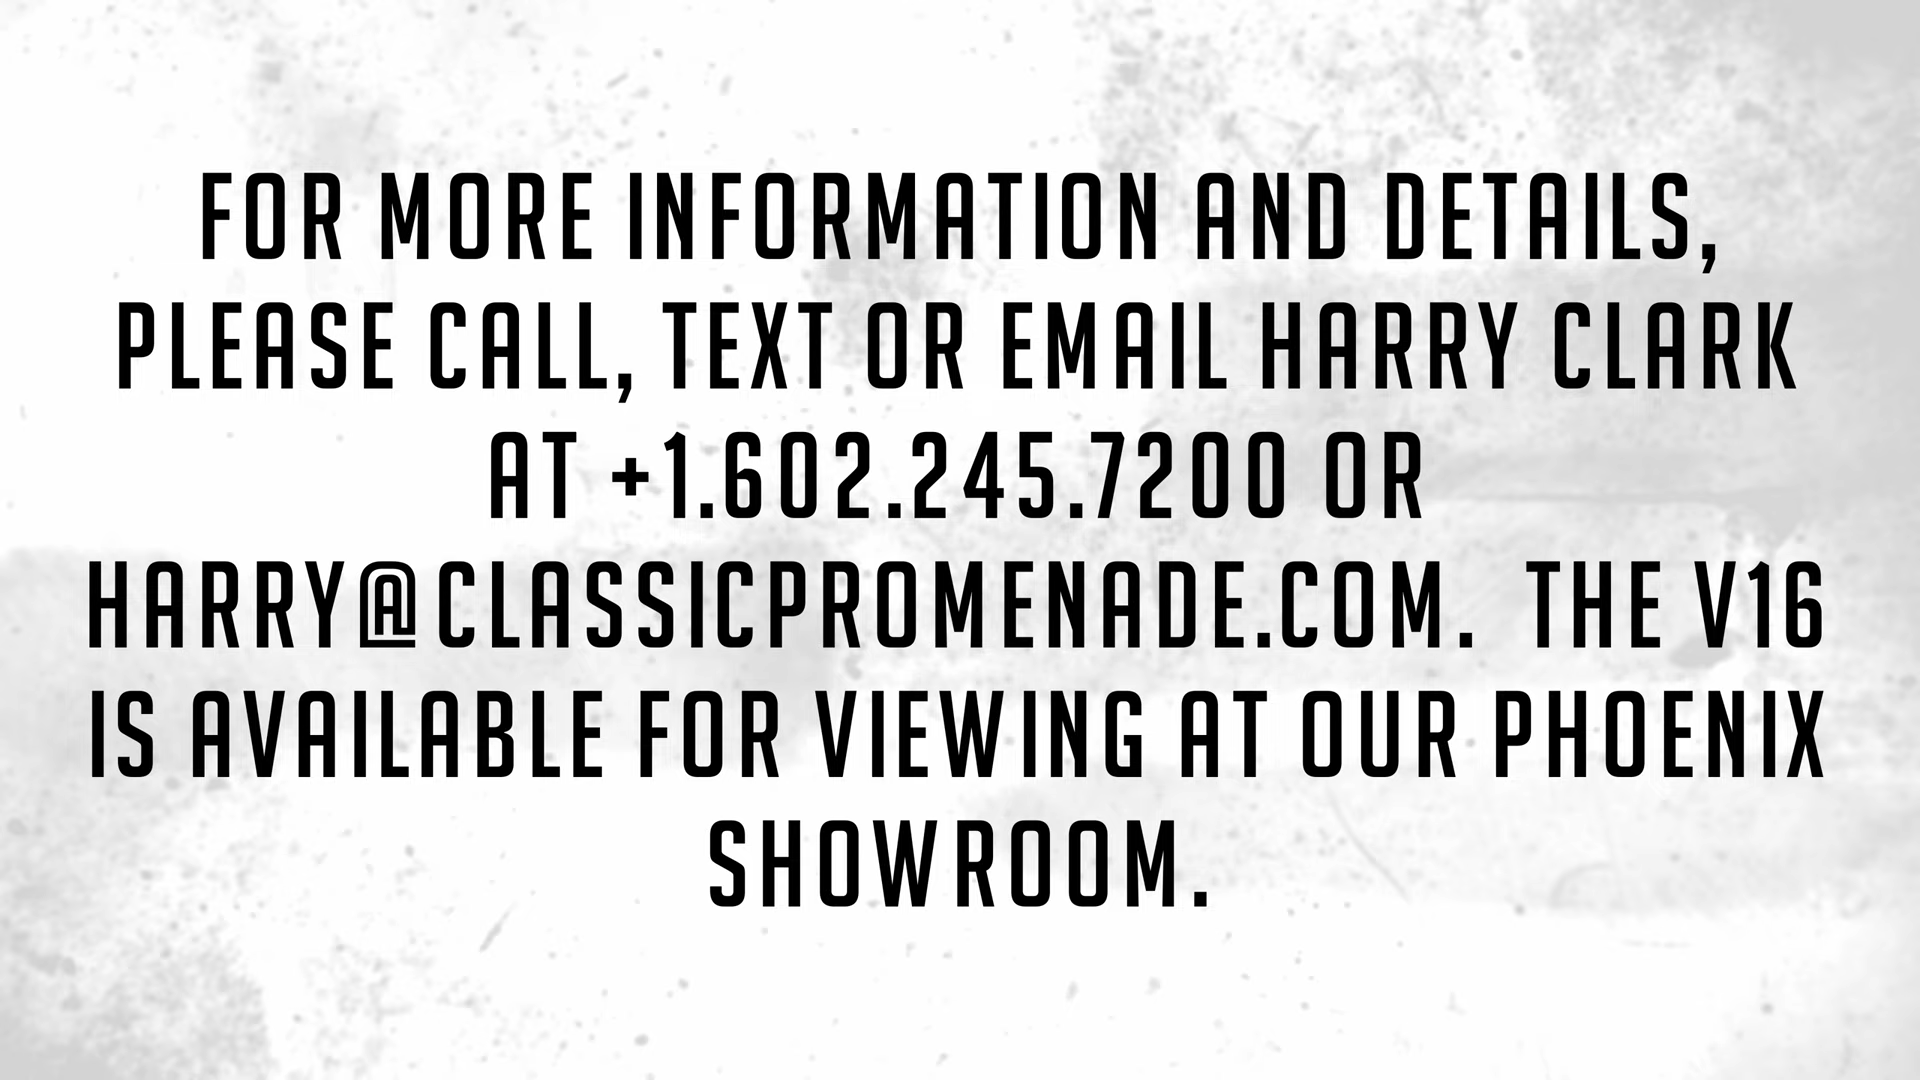 FOR MORE INFORMATION AND DETAILS,
PLEASE CALL, TEXT OR EMAIL HARRY CLARK
AT +1.602.245.7200 OR
HARRY@CLASSICPROMENADE.COM.  THE V16
IS AVAILABLE FOR VIEWING AT OUR PHOENIX
SHOWROOM.